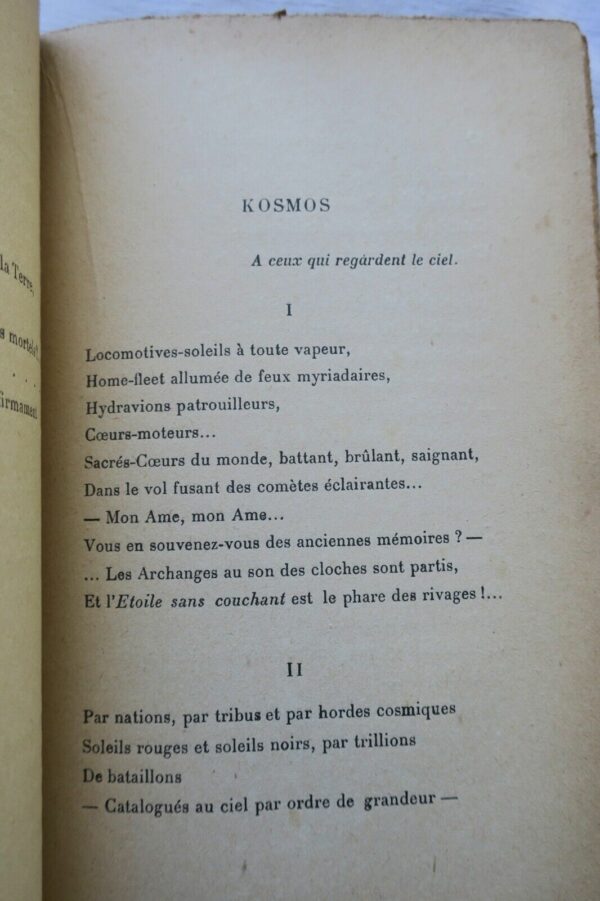 la Terre,
s mortels
. . .
firmament
KOSMOS
A ceux qui regardent le ciel.
I
Locomotives-soleils à toute vapeur,
Home-fleet allumée de feux myriadaires,
Hydravions patrouilleurs,
Cœurs-moteurs...
Sacrés-Cœurs du monde, battant, brûlant, saignant,
Dans le vol fusant des comètes éclairantes...
— Mon Ame, mon Ame...
Vous en souvenez-vous des anciennes mémoires ? —
... Les Archanges au son des cloches sont partis,
Et l'Etoile sans couchant est le phare des rivages !...
II
Par nations, par tribus et par hordes cosmiques
Soleils rouges et soleils noirs, par trillions
De bataillons
— Catalogués au ciel par ordre de grandeur —